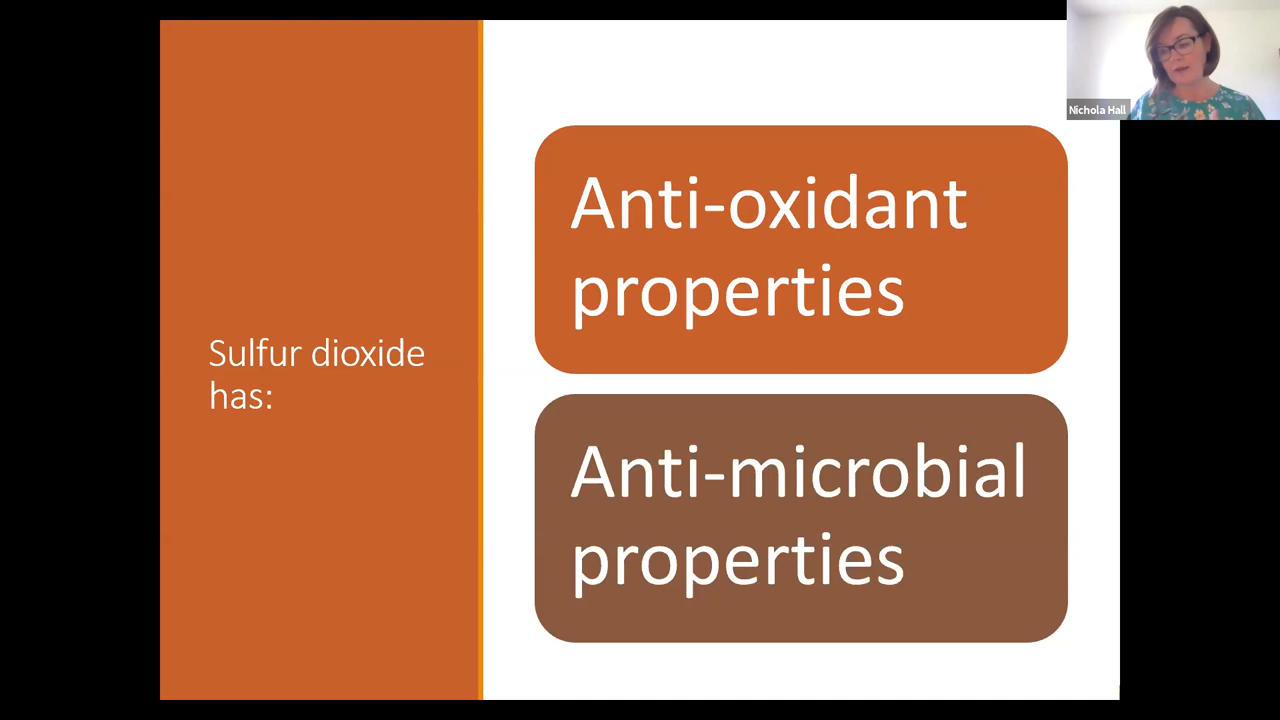 Nichola Hall
Sulfur dioxide
has:
Anti-oxidant
properties
Anti-microbial
properties